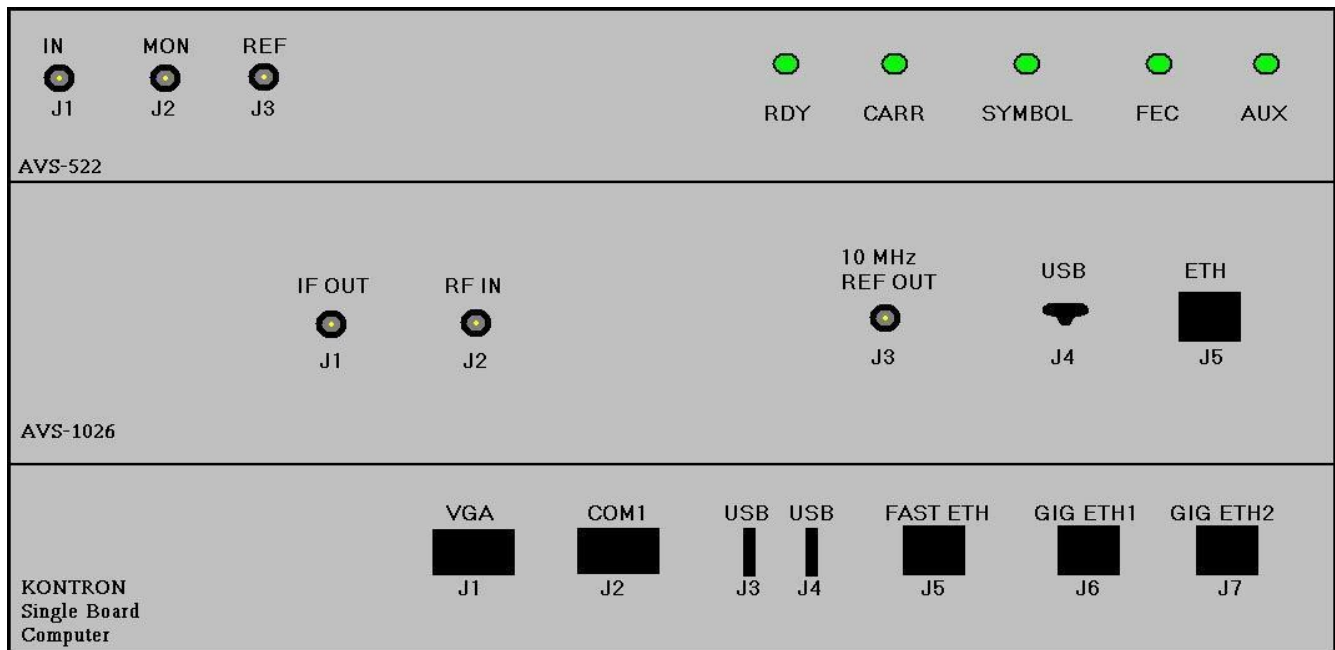 IN MON REF
J1 J2 J3
RDY CARR SYMBOL FEC AUX
AVS-522
10 MHz
REF OUT
USB ETH
IF OUT RF IN
J1 J2 J3 J4 J5
AVS-1026
VGA COM1 USB USB FAST ETH GIG ETH1 GIG ETH2
J1 J2 J3 J4 J5 J6 J7
KONTRON
Single Board
Computer